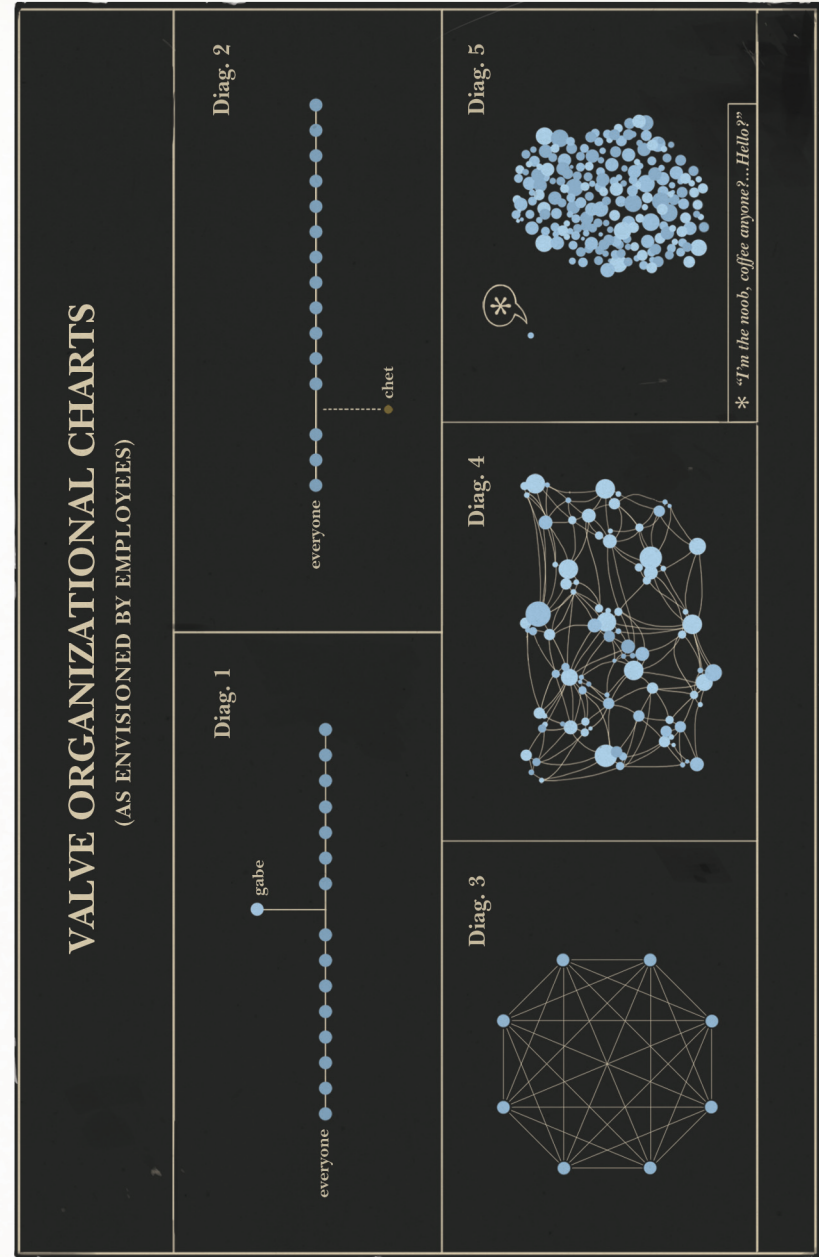 VALVE ORGANIZATIONAL CHARTS
(AS ENVISIONED BY EMPLOYEES)
Diag. 1
gabe
everyone
Diag. 2
everyone
chet
Diag. 3
Diag. 4
Diag. 5
*
* “I’m the noob, coffee anyone?...Hello?”